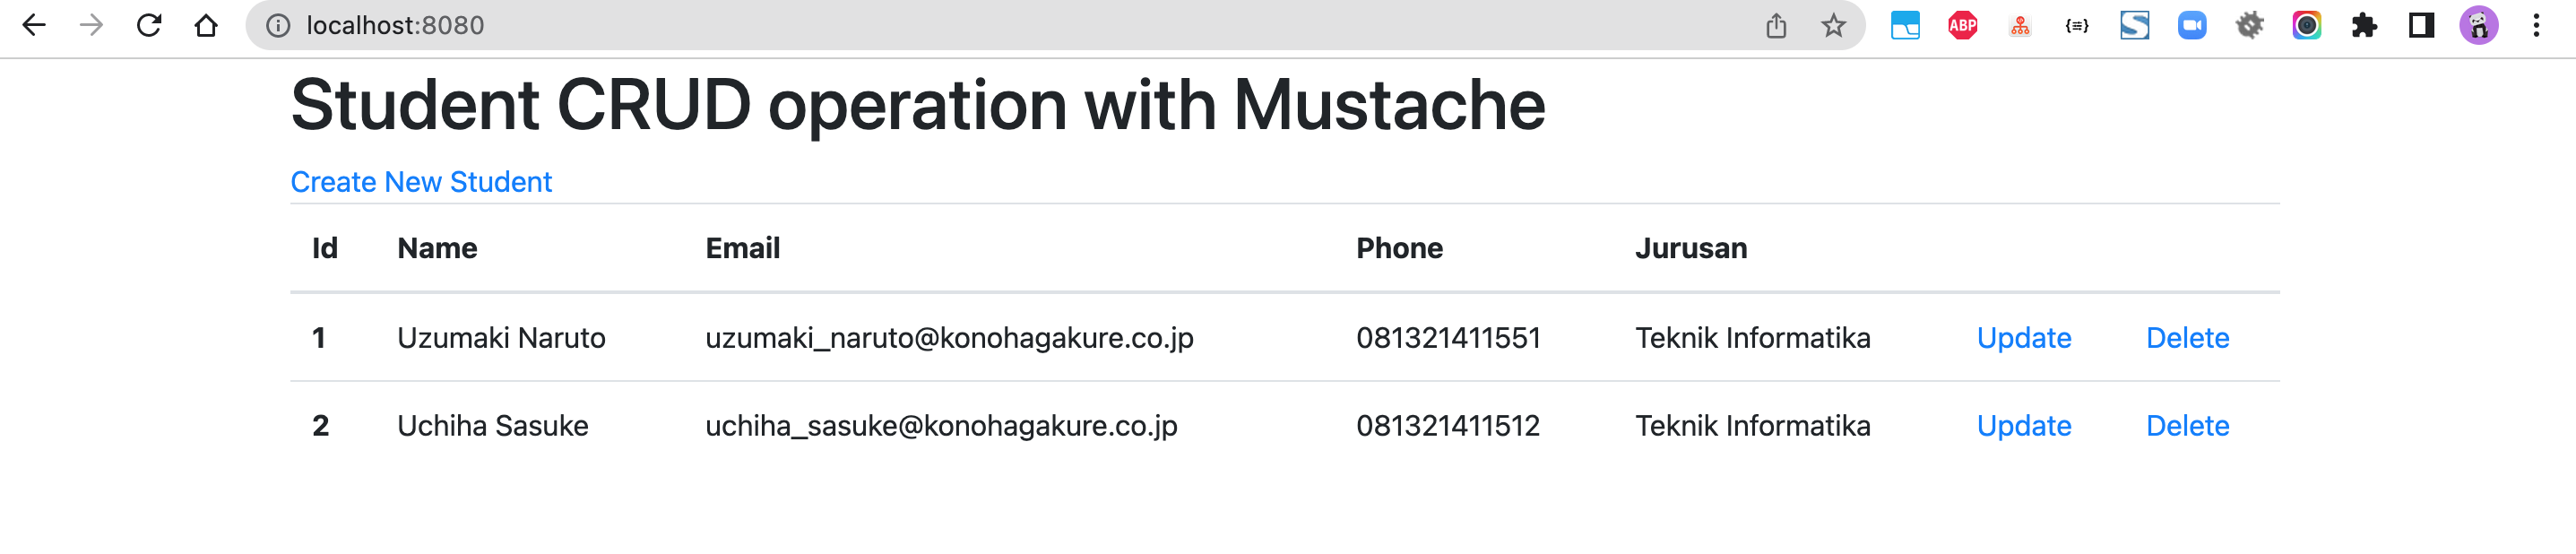 localhost:8080
ABP
Student CRUD operation with Mustache
Create New Student
Id Name Email Phone Jurusan
1 Uzumaki Naruto uzumaki_naruto@konohagakure.co.jp 081321411551 Teknik Informatika Update Delete
2 Uchiha Sasuke uchiha_sasuke@konohagakure.co.jp 081321411512 Teknik Informatika Update Delete